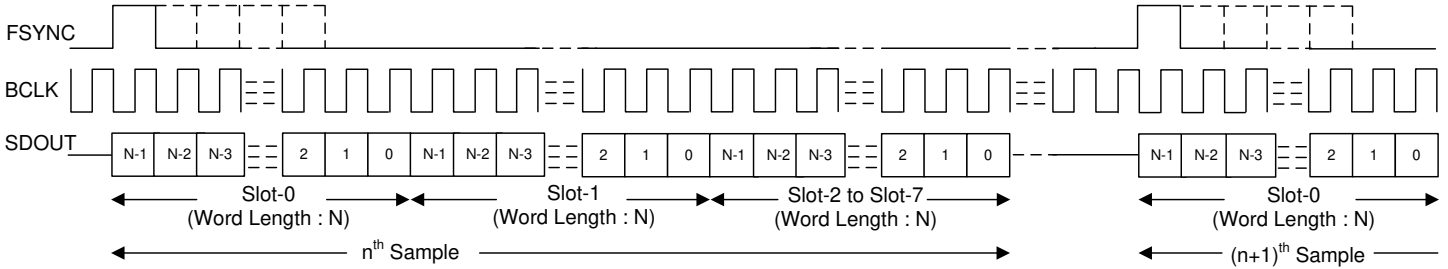 FSYNC
BCLK
SDOUT
N-1 N-2 N-3 2 1 0 N-1 N-2 N-3 2 1 0 N-1 N-2 N-3 2 1 0 N-1 N-2 N-3 2 1 0
Slot-0 Slot-1 Slot-2 to Slot-7 Slot-0
(Word Length : N) (Word Length : N) (Word Length : N) (Word Length : N)
nth Sample (n+1)th Sample